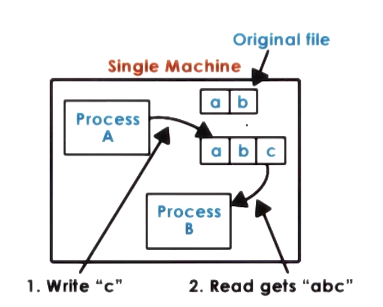 Original file
Single Machine
a b
Process
A
a b c
Process
B
1. Write “c”
2. Read gets “abc”